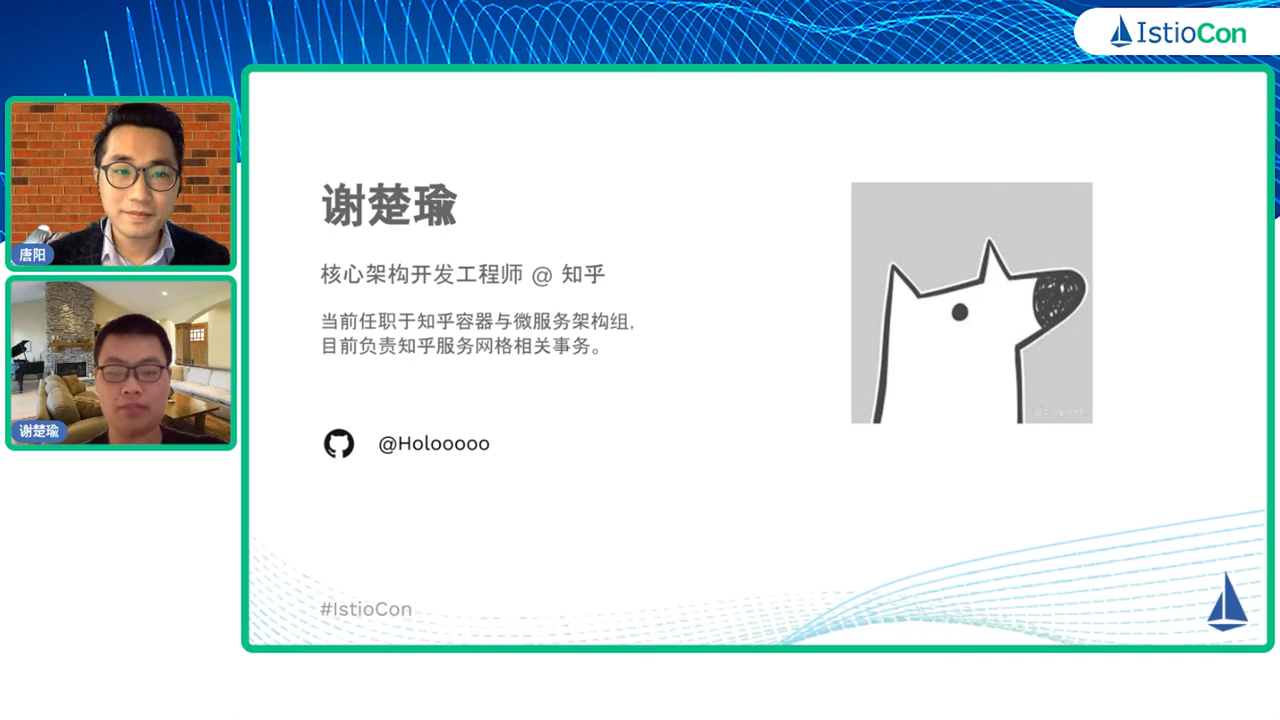 IstioCon
唐阳
谢楚瑜
谢楚瑜
核心架构开发工程师 @ 知乎
当前任职于知乎容器与微服务架构组,
目前负责知乎服务网格相关事务。
@Holooooo
#IstioCon